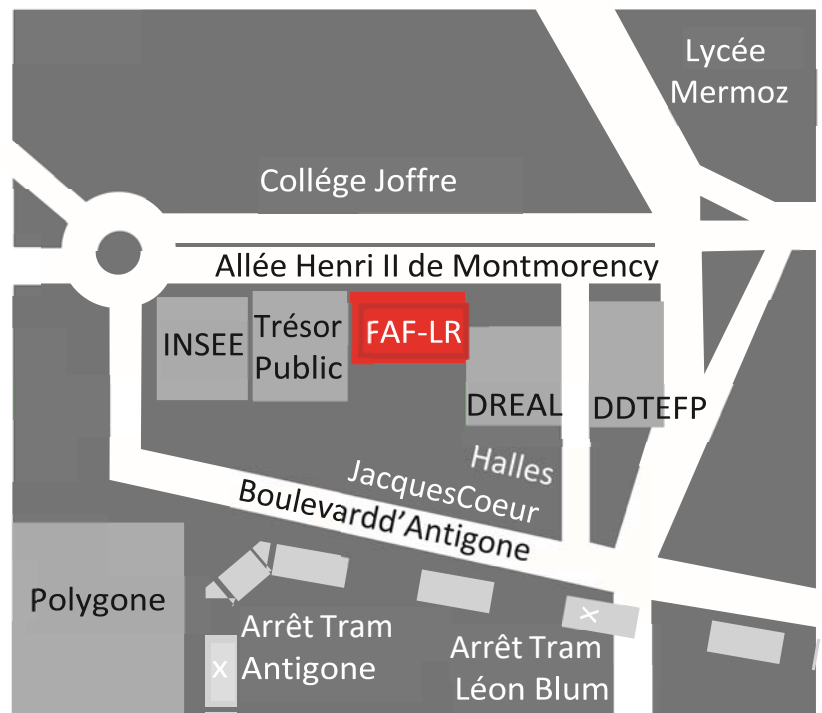 Lycée
Mermoz
Collége Joffre
Allée Henri II de Montmorency
INSEE
Trésor
Public
FAF-LR
DREAL
DDTEFP
Halles
JacquesCoeur
Boulevardd'Antigone
Polygone
Arrêt Tram
X Antigone
X
Arrêt Tram
Léon Blum